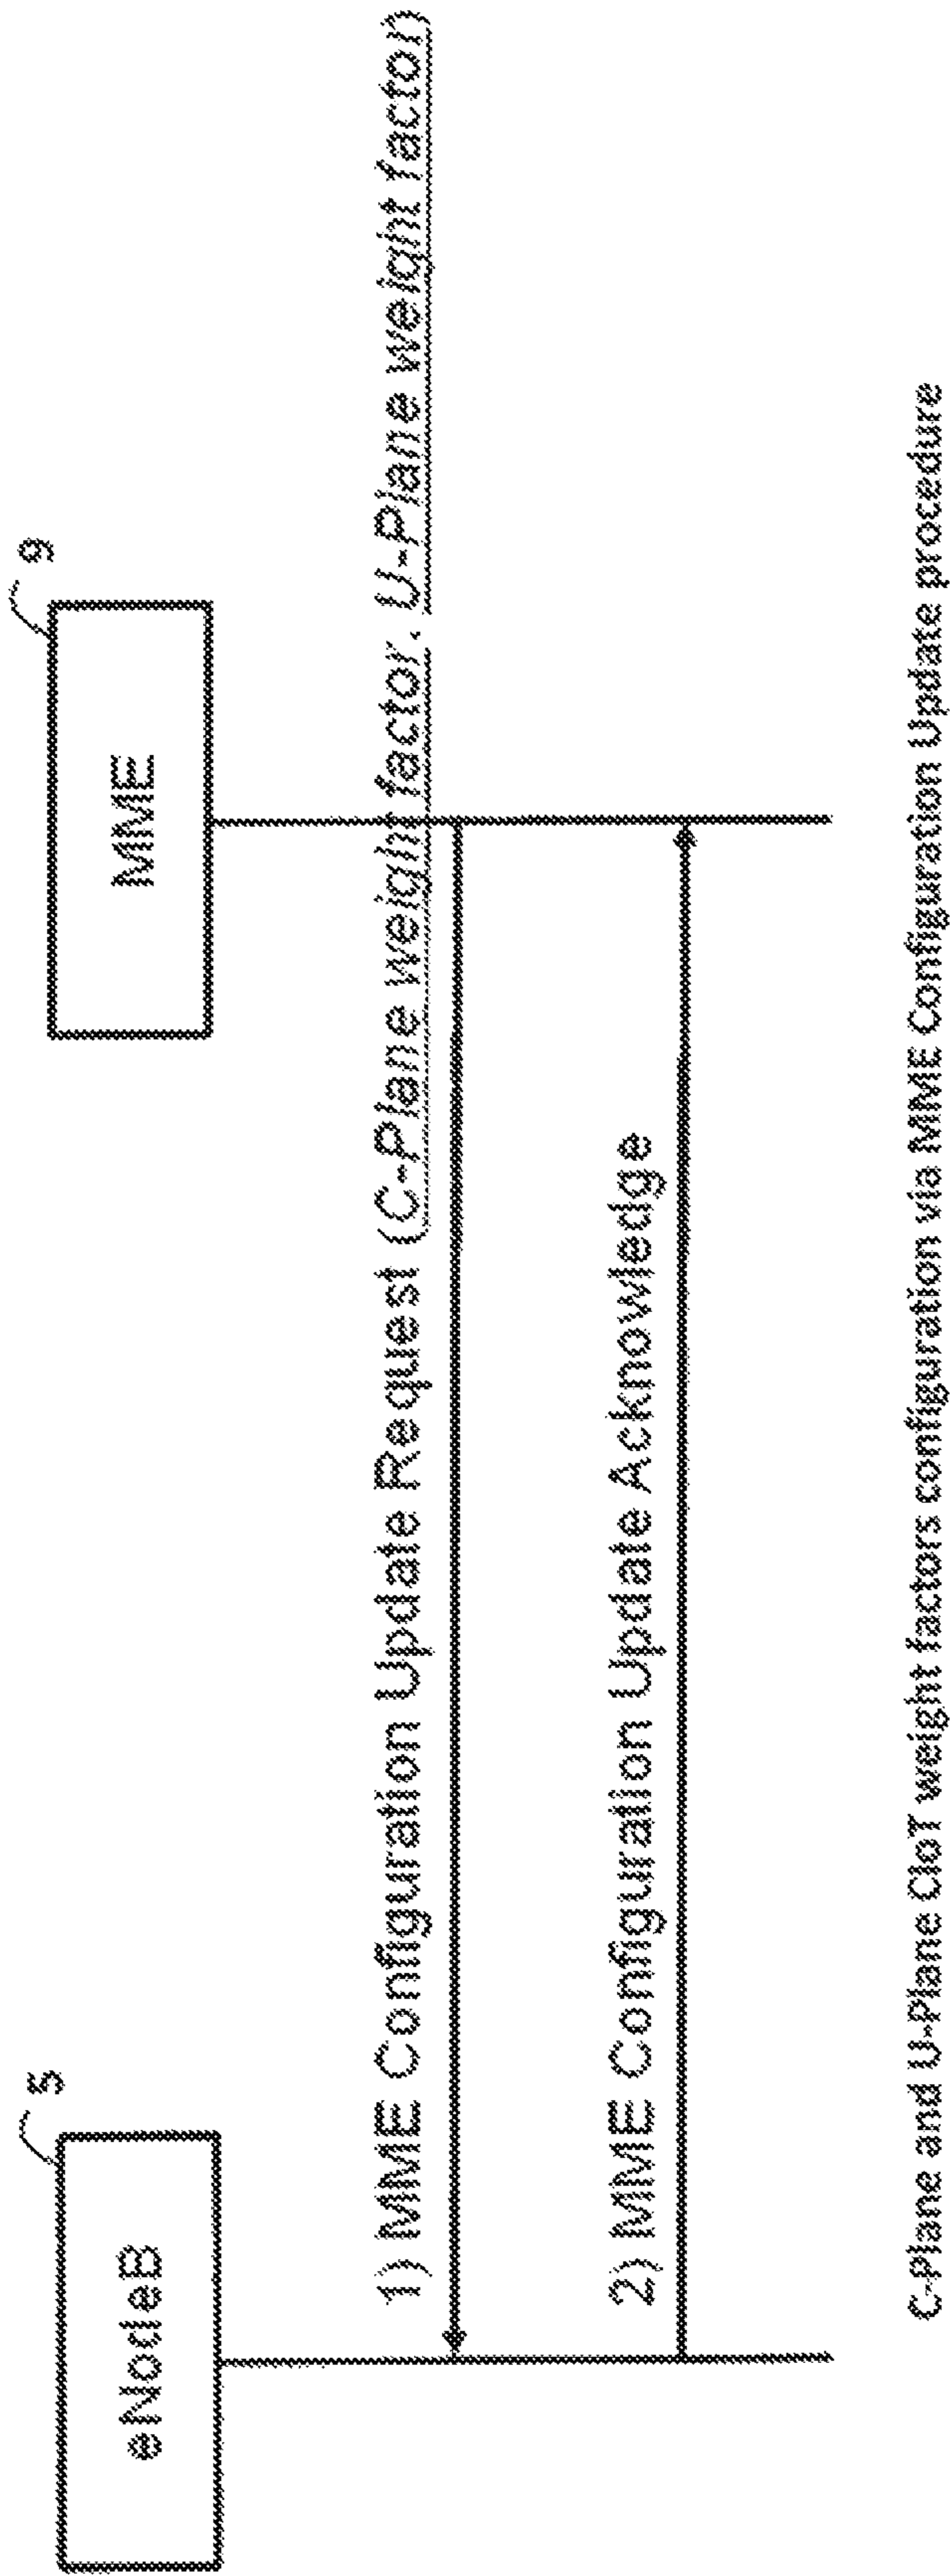 eNodeB
5
MME
9
1) MME Configuration Update Request (C-Plane weight factor, U-Plane weight factor)
2) MME Configuration Update Acknowledge
C-Plane and U-Plane CIoT weight factors configuration via MME Configuration Update procedure